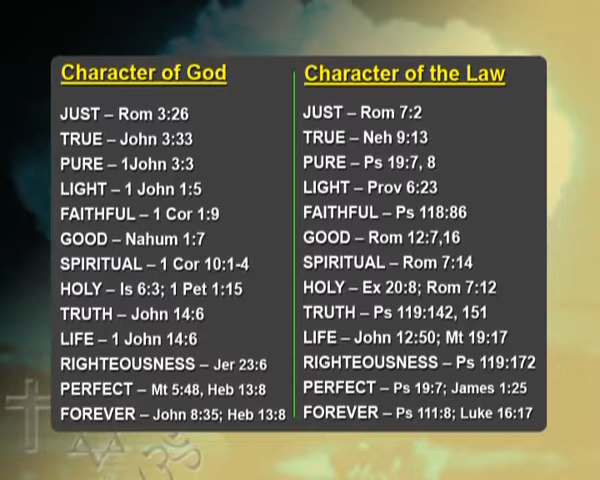 Character of God
JUST – Rom 3:26
TRUE – John 3:33
PURE – 1John 3:3
LIGHT – 1 John 1:5
FAITHFUL – 1 Cor 1:9
GOOD – Nahum 1:7
SPIRITUAL – 1 Cor 10:1-4
HOLY – Is 6:3; 1 Pet 1:15
TRUTH – John 14:6
LIFE – 1 John 14:6
RIGHTEOUSNESS – Jer 23:6
PERFECT – Mt 5:48, Heb 13:8
FOREVER – John 8:35; Heb 13:8
Character of the Law
JUST – Rom 7:2
TRUE – Neh 9:13
PURE – Ps 19:7, 8
LIGHT – Prov 6:23
FAITHFUL – Ps 118:86
GOOD – Rom 12:7,16
SPIRITUAL – Rom 7:14
HOLY – Ex 20:8; Rom 7:12
TRUTH – Ps 119:142, 151
LIFE – John 12:50; Mt 19:17
RIGHTEOUSNESS – Ps 119:172
PERFECT – Ps 19:7; James 1:25
FOREVER – Ps 111:8; Luke 16:17